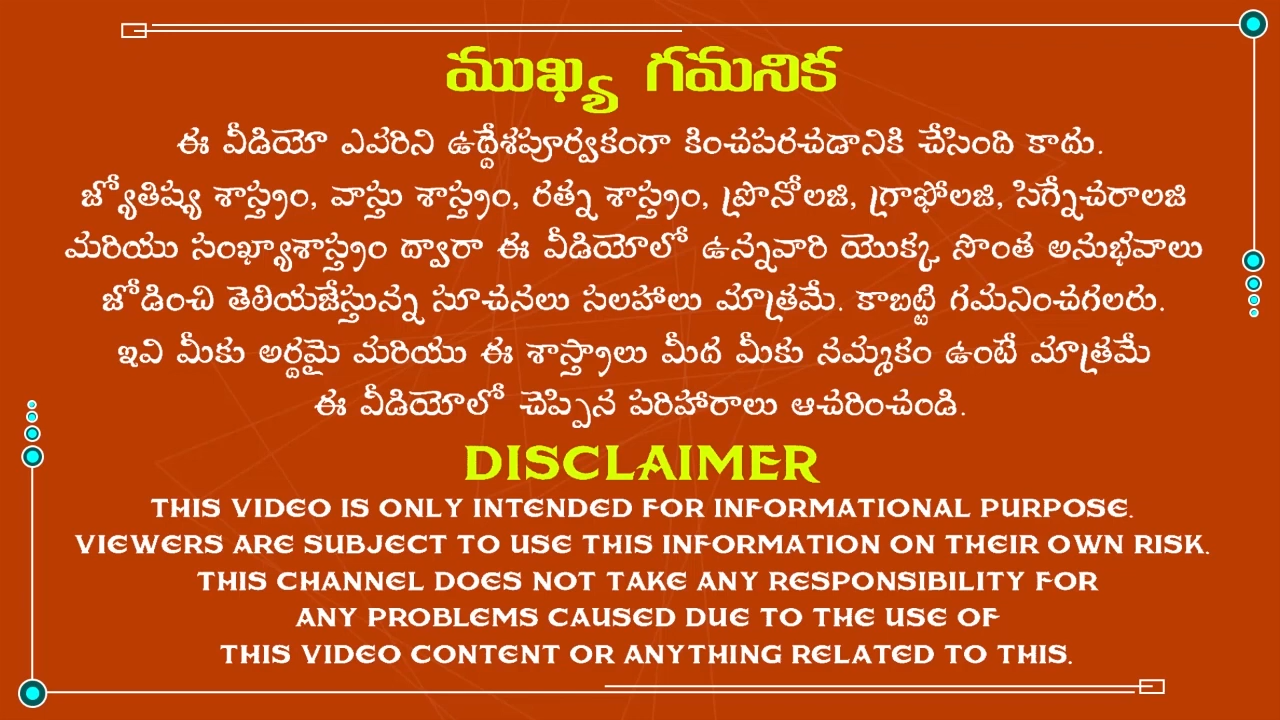 ముఖ్య గమనిక
ఈ వీడియో ఎవరిని ఉద్దేశపూర్వకంగా కించపరచడానికి చేసింది కాదు.
జ్యోతిష్య శాస్త్రం, వాస్తు శాస్త్రం, రత్న శాస్త్రం, ప్రొనోలజి, గ్రాఫోలజి, సిగ్నేచరాలజి
మరియు సంఖ్యాశాస్త్రం ద్వారా ఈ వీడియోలో ఉన్నవారి యొక్క సొంత అనుభవాలు
జోడించి తెలియజేస్తున్న సూచనలు సలహాలు మాత్రమే. కాబట్టి గమనించగలరు.
ఇవి మీకు అర్థమై మరియు ఈ శాస్త్రాలు మీద మీకు నమ్మకం ఉంటే మాత్రమే
ఈ వీడియోలో చెప్పిన పరిహారాలు ఆచరించండి.
DISCLAIMER
THIS VIDEO IS ONLY INTENDED FOR INFORMATIONAL PURPOSE.
VIEWERS ARE SUBJECT TO USE THIS INFORMATION ON THEIR OWN RISK.
THIS CHANNEL DOES NOT TAKE ANY RESPONSIBILITY FOR
ANY PROBLEMS CAUSED DUE TO THE USE OF
THIS VIDEO CONTENT OR ANYTHING RELATED TO THIS.